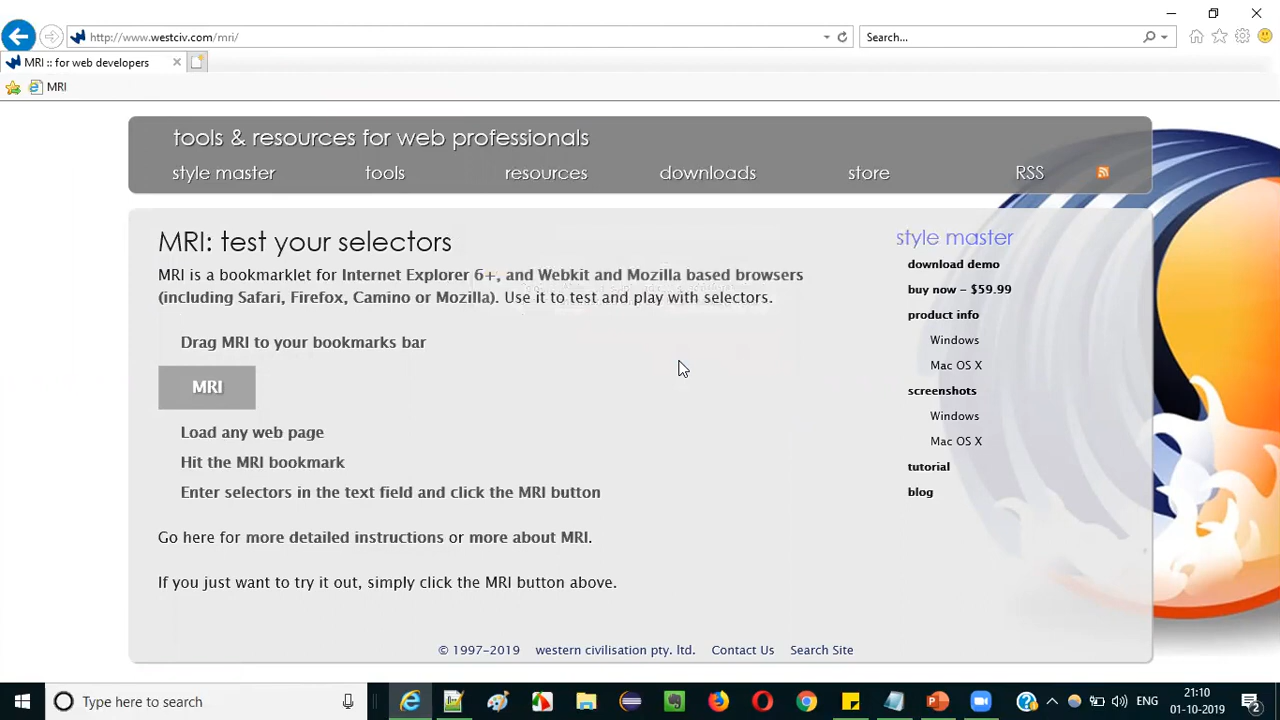 http://www.westciv.com/mri/
Search...
MRI :: for web developers
MRI
tools & resources for web professionals
style master tools resources downloads store RSS
MRI: test your selectors
MRI is a bookmarklet for Internet Explorer 6+, and Webkit and Mozilla based browsers
(including Safari, Firefox, Camino or Mozilla). Use it to test and play with selectors.
Drag MRI to your bookmarks bar
MRI
Load any web page
Hit the MRI bookmark
Enter selectors in the text field and click the MRI button
Go here for more detailed instructions or more about MRI.
If you just want to try it out, simply click the MRI button above.
style master
download demo
buy now – $59.99
product info
Windows
Mac OS X
screenshots
Windows
Mac OS X
tutorial
blog
© 1997-2019 western civilisation pty. ltd. Contact Us Search Site
Type here to search
ENG
21:10
01-10-2019
2